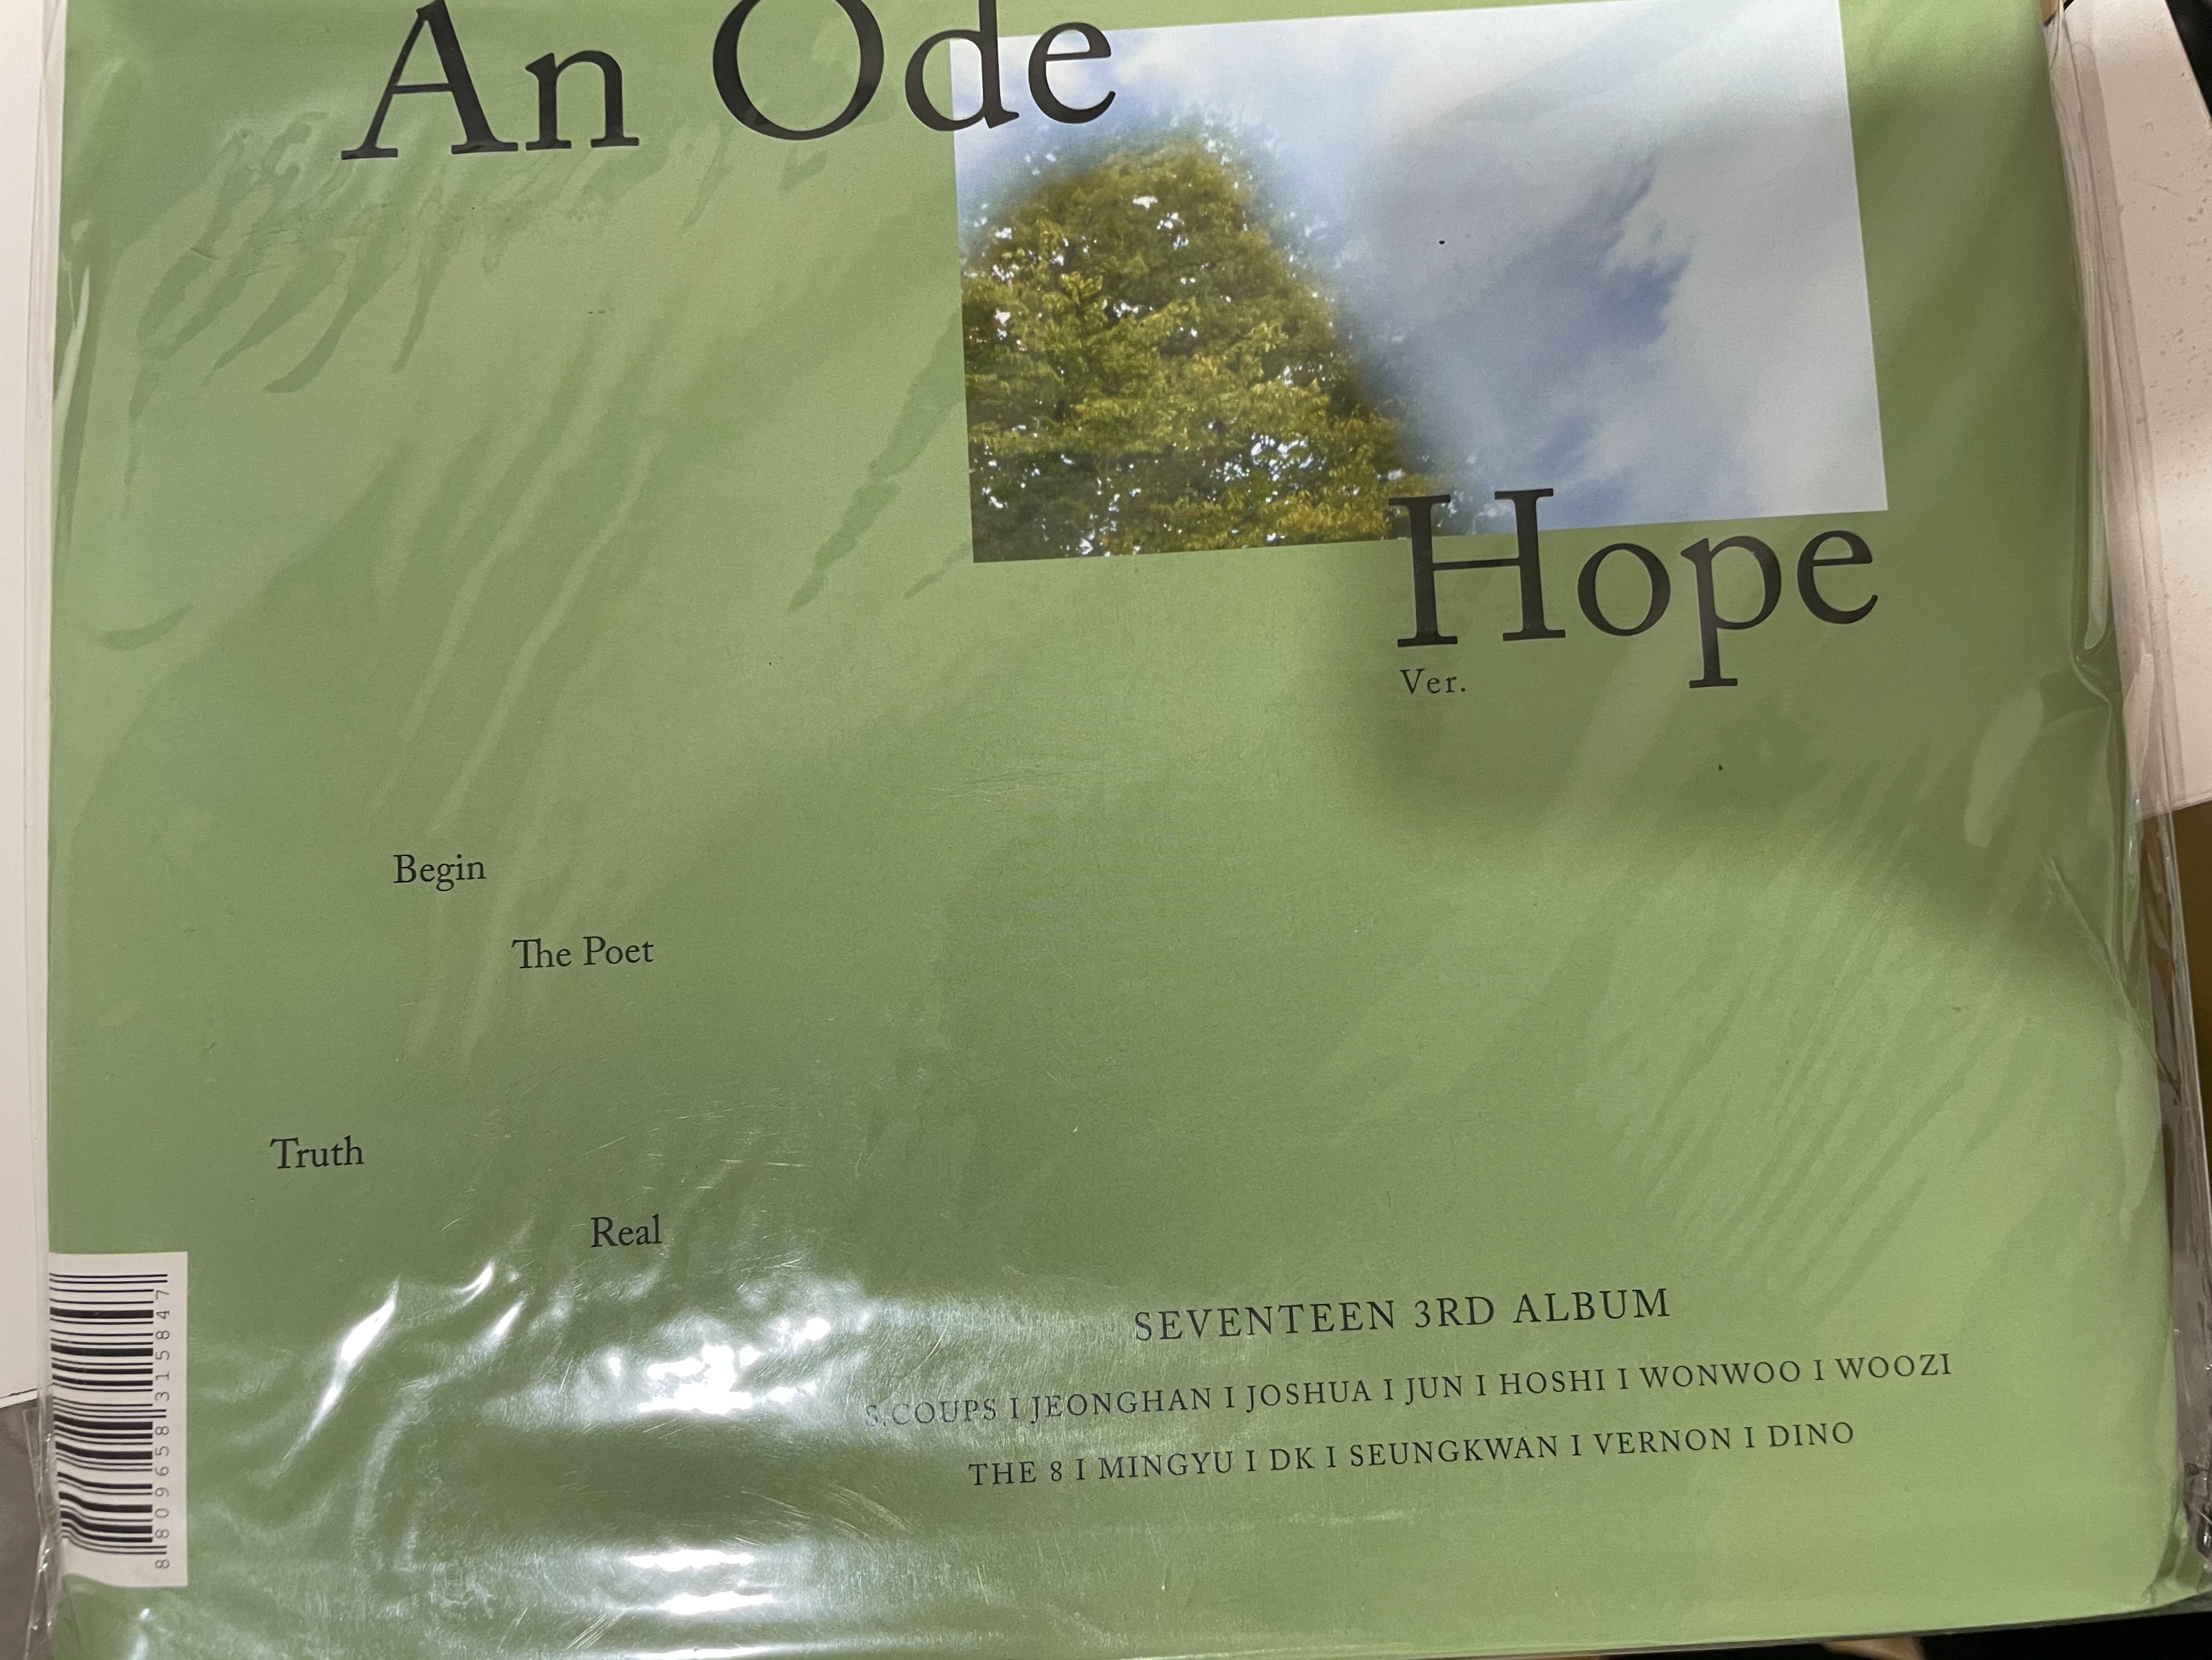 An Ode
Hope
Ver.
Begin
The Poet
Truth
Real
SEVENTEEN 3RD ALBUM
S.COUPS I JEONGHAN I JOSHUA I JUN I HOSHI I WONWOO I WOOZI
THE 8 I MINGYU I DK I SEUNGKWAN I VERNON I DINO
8809658315847